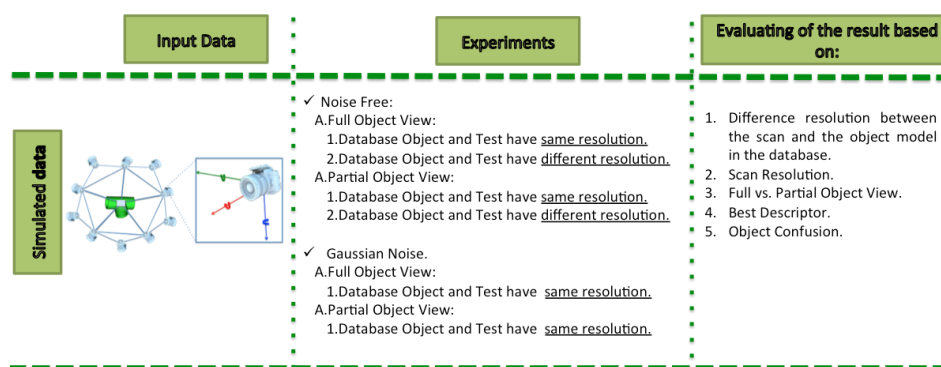 Input Data
Experiments
Evaluating of the result based
on:
Simulated data
✓ Noise Free:
A.Full Object View:
1.Database Object and Test have same resolution.
2.Database Object and Test have different resolution.
A.Partial Object View:
1.Database Object and Test have same resolution.
2.Database Object and Test have different resolution.
✓ Gaussian Noise.
A.Full Object View:
1.Database Object and Test have same resolution.
A.Partial Object View:
1.Database Object and Test have same resolution.
1. Difference resolution between
the scan and the object model
in the database.
2. Scan Resolution.
3. Full vs. Partial Object View.
4. Best Descriptor.
5. Object Confusion.